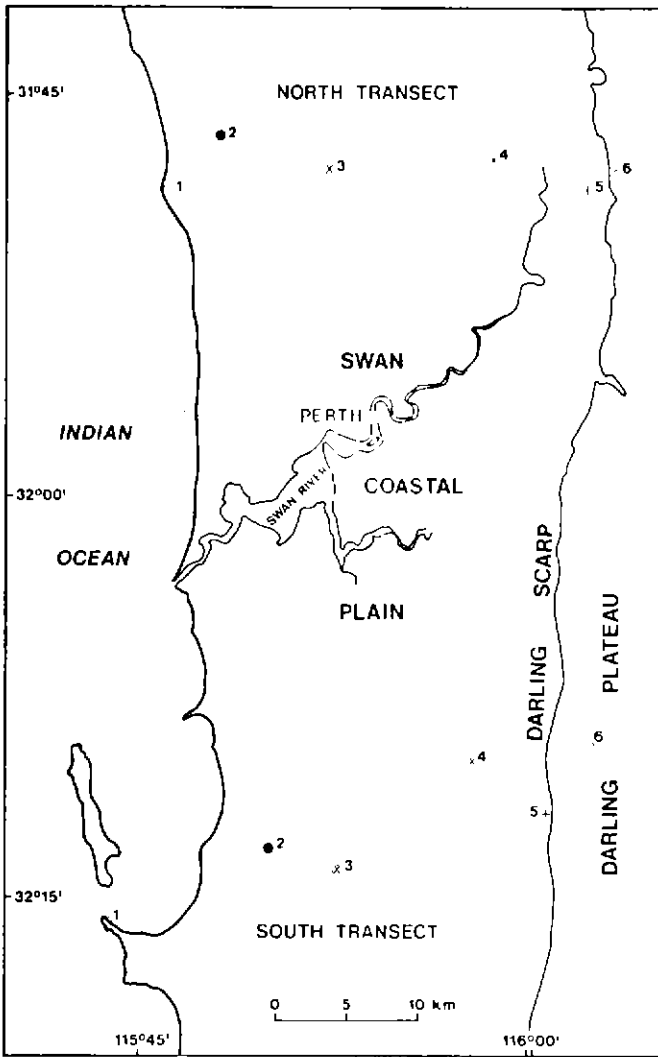 31°45'
NORTH TRANSECT
2
3
4
1
5
6
SWAN
PERTH
INDIAN
SWAN RIVER
COASTAL
32°00'
OCEAN
PLAIN
DARLING SCARP
DARLING PLATEAU
6
4
5
2
3
32°15'
1
SOUTH TRANSECT
0 5 10 km
115°45' 116°00'